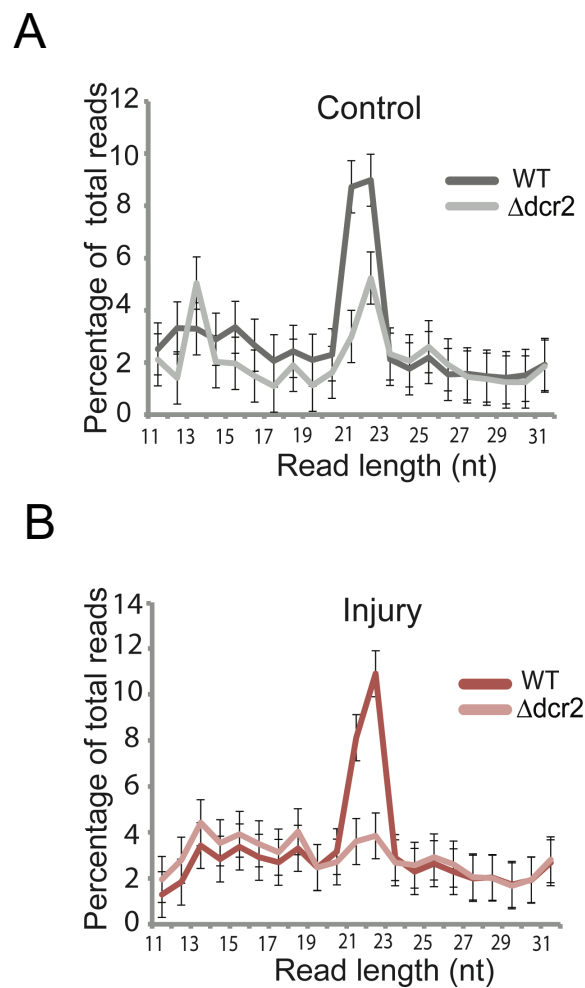 A
Control
12
10
8
6
4
2
0
Percentage of total reads
WT
Δdcr2
11 13 15 17 19 21 23 25 27 29 31
Read length (nt)
B
Injury
14
12
10
8
6
4
2
0
Percentage of total reads
WT
Δdcr2
11 13 15 17 19 21 23 25 27 29 31
Read length (nt)